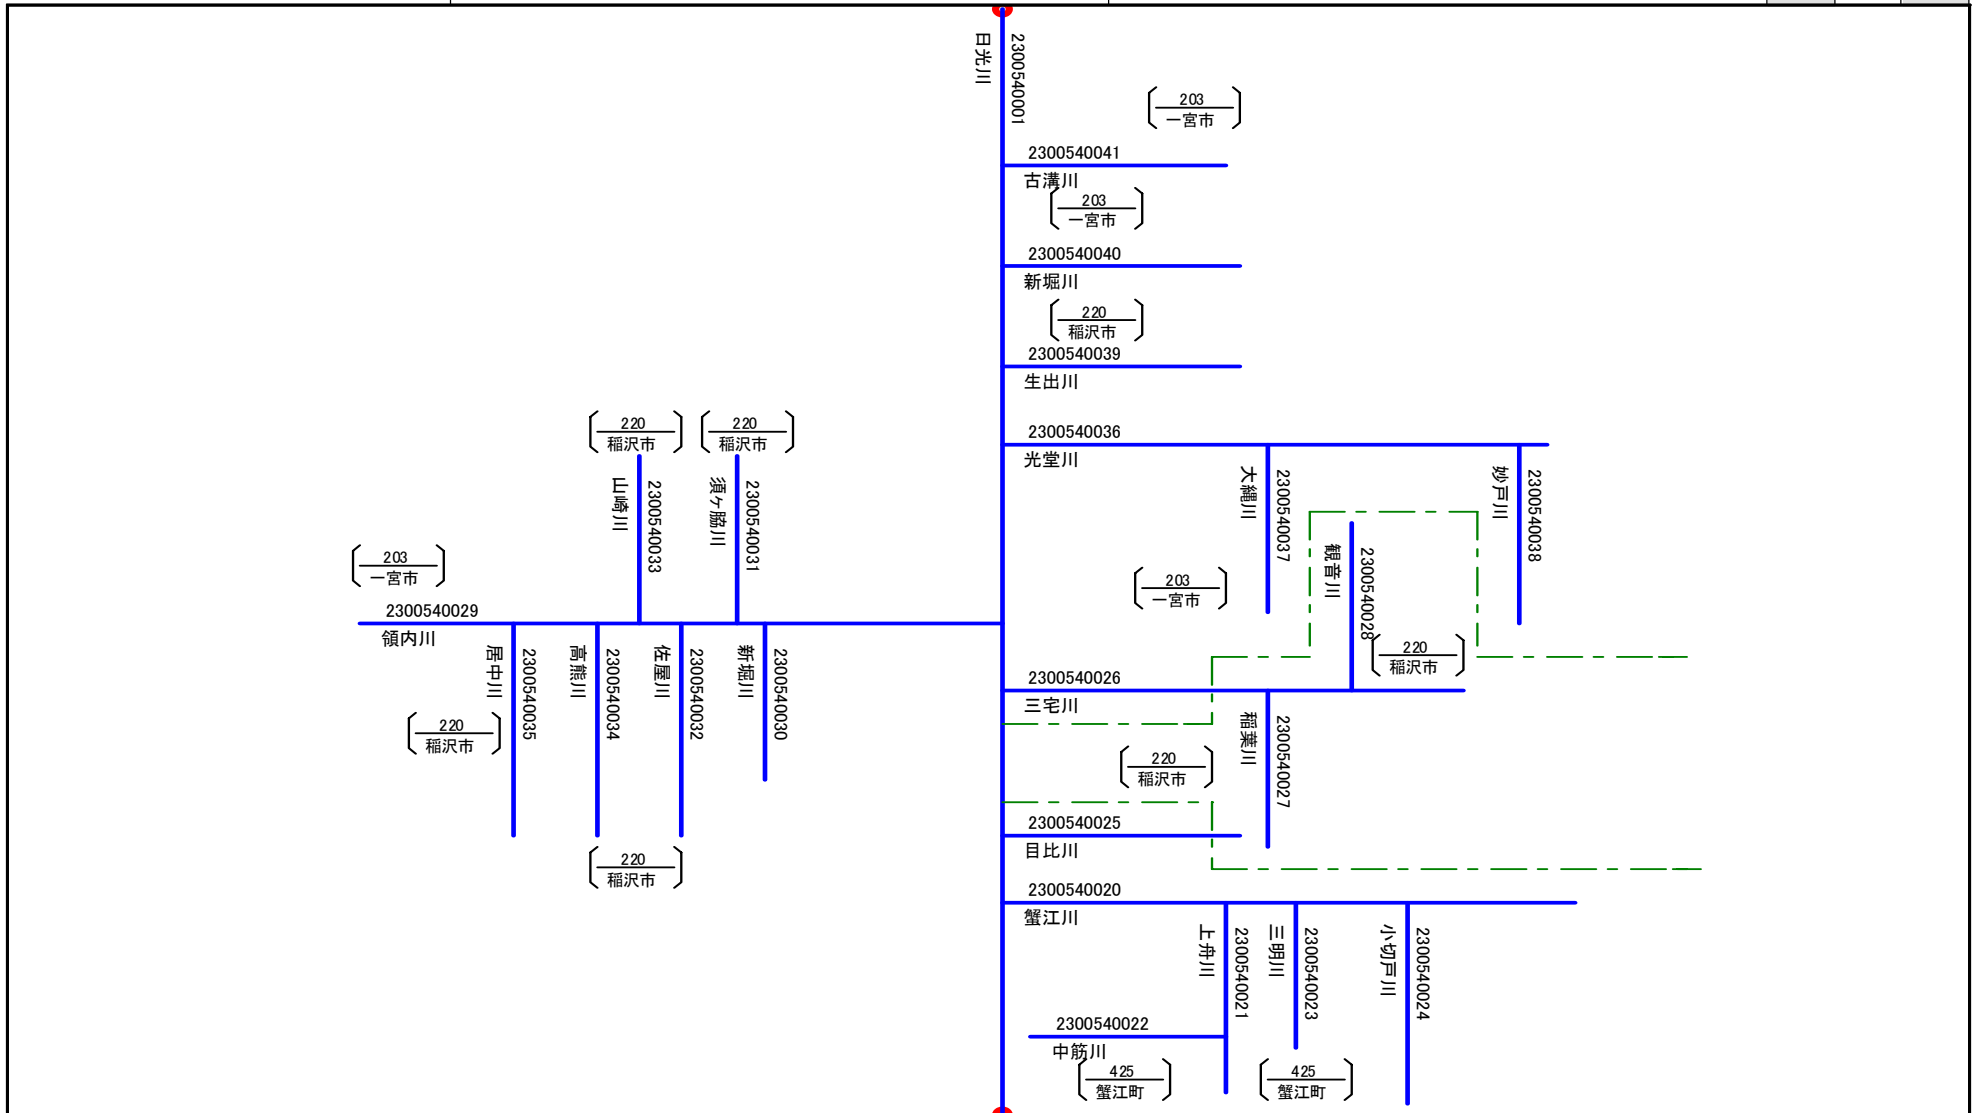 日光川
2300540001
203
一宮市
2300540041
古溝川
203
一宮市
2300540040
新堀川
220
稲沢市
2300540039
生出川
220
稲沢市
220
稲沢市
2300540036
光堂川
山崎川
2300540033
須ヶ脇川
2300540031
大縄川
2300540037
妙戸川
2300540038
観音川
2300540028
203
一宮市
203
一宮市
2300540029
領内川
居中川
2300540035
高熊川
2300540034
佐屋川
2300540032
新堀川
2300540030
220
稲沢市
2300540026
三宅川
稲葉川
2300540027
220
稲沢市
220
稲沢市
2300540025
目比川
220
稲沢市
2300540020
蟹江川
上舟川
2300540021
三明川
2300540023
小切戸川
2300540024
2300540022
中筋川
425
蟹江町
425
蟹江町